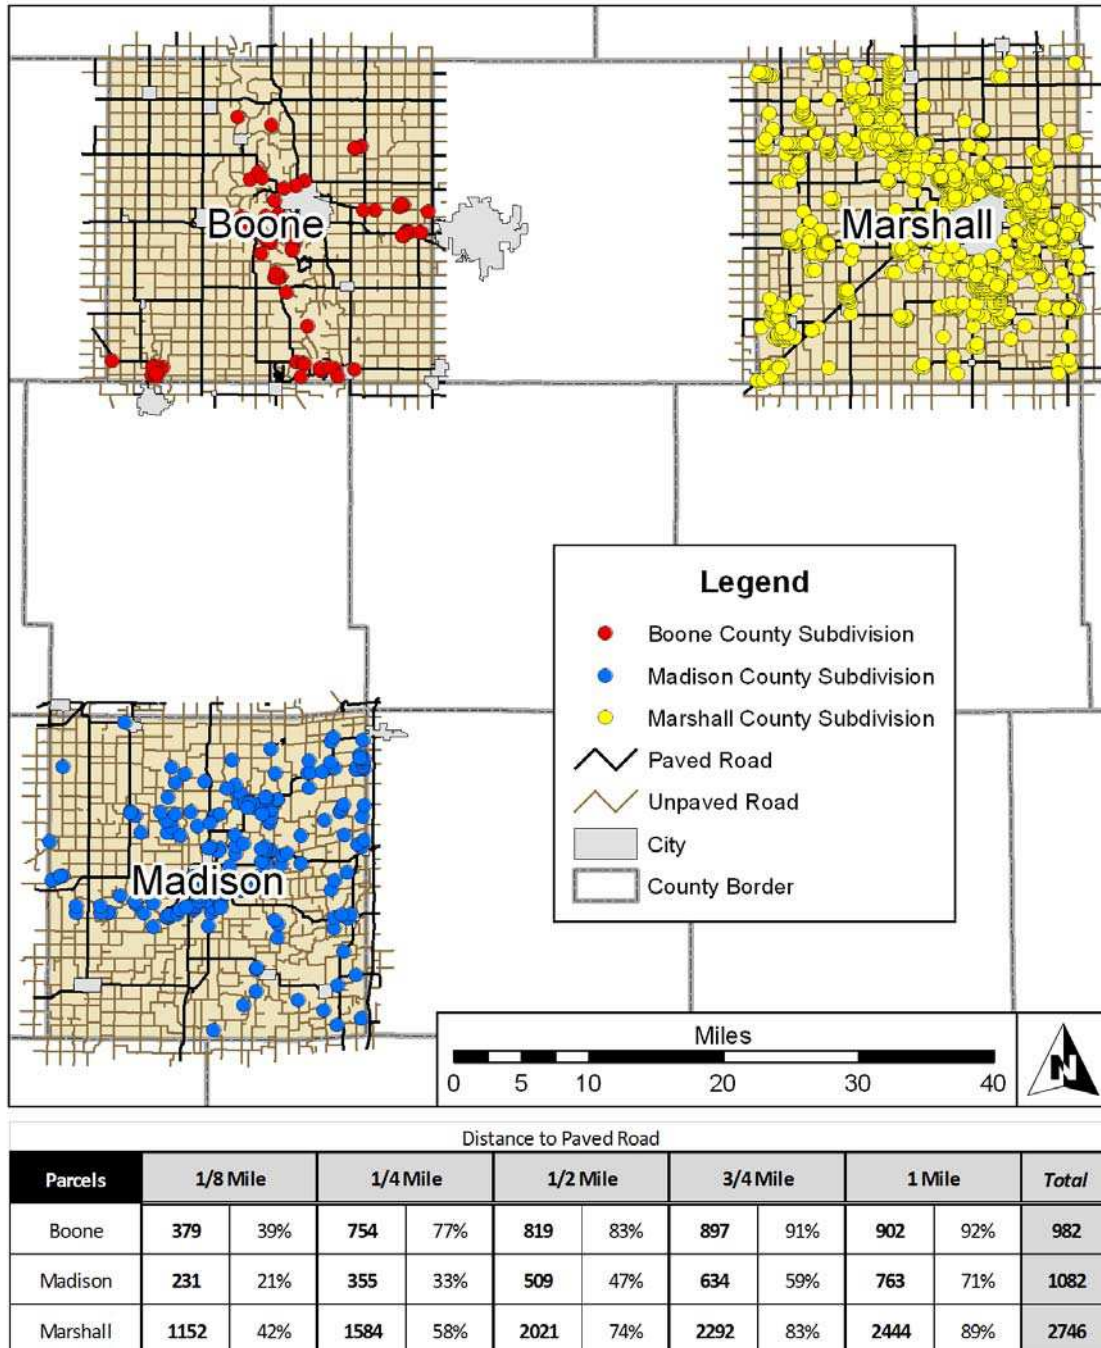 Boone
Marshall
Legend
Boone County Subdivision
Madison County Subdivision
Marshall County Subdivision
Paved Road
Unpaved Road
City
County Border
Madison
Miles
0 5 10 20 30 40
N
Distance to Paved Road
Parcels 1/8 Mile 1/4 Mile 1/2 Mile 3/4 Mile 1 Mile Total
Boone 379 39% 754 77% 819 83% 897 91% 902 92% 982
Madison 231 21% 355 33% 509 47% 634 59% 763 71% 1082
Marshall 1152 42% 1584 58% 2021 74% 2292 83% 2444 89% 2746